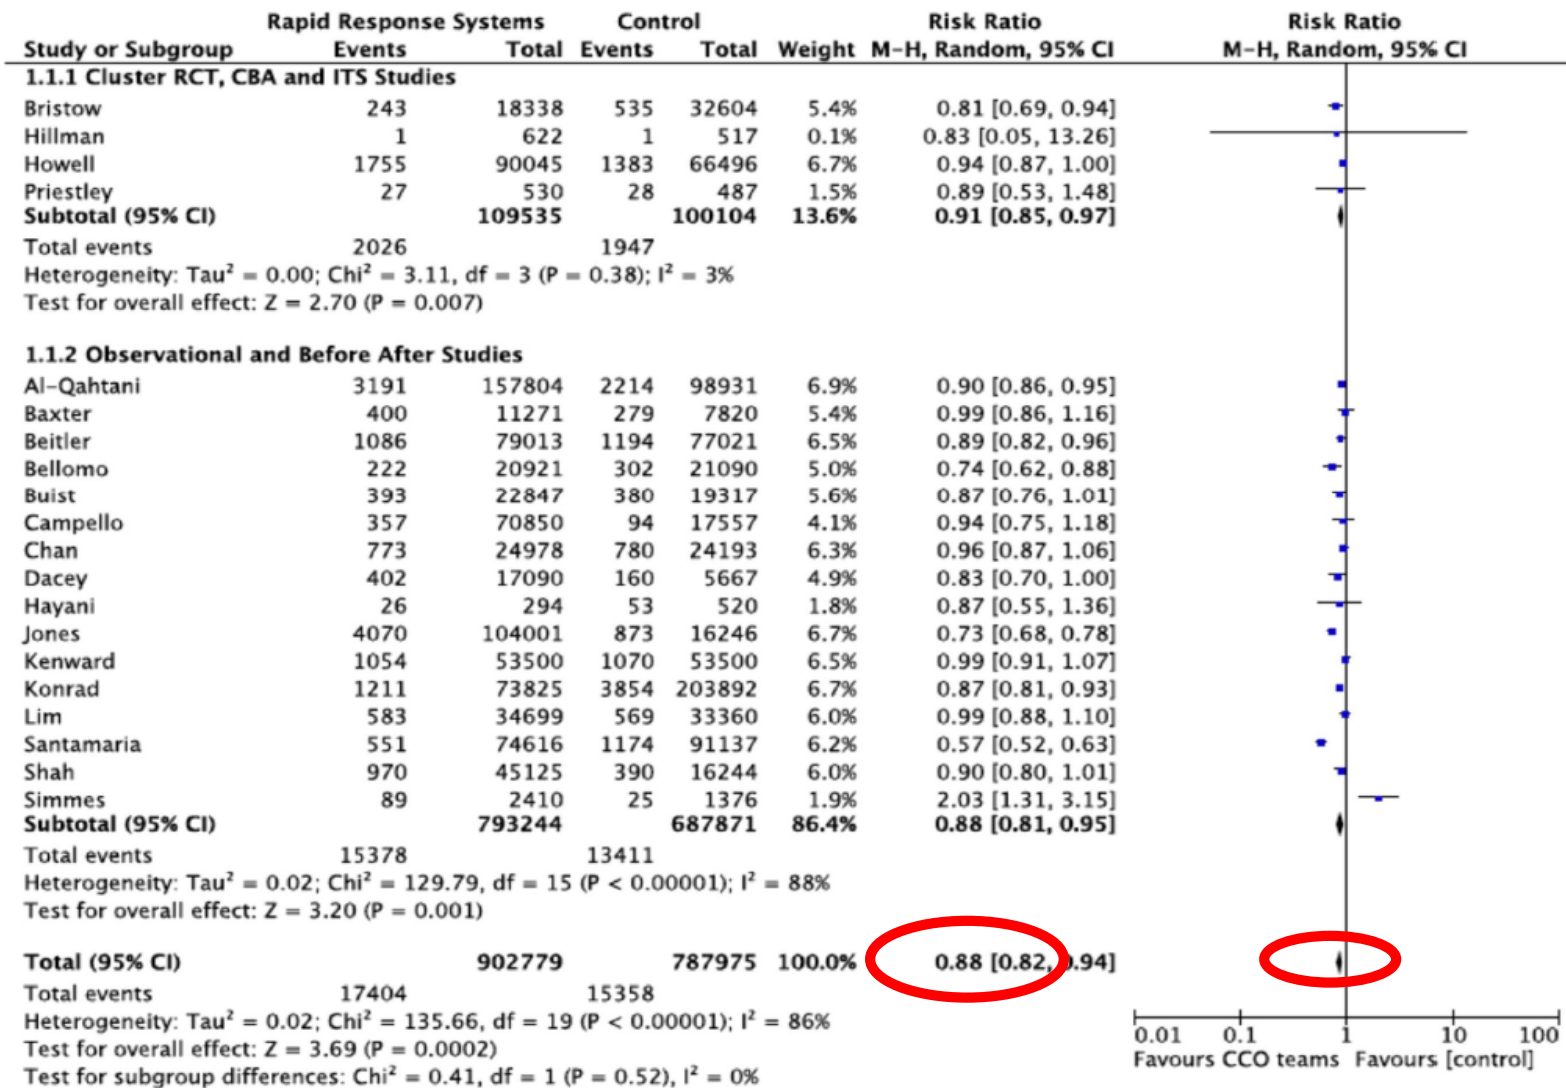 Rapid Response Systems Control Risk Ratio Risk Ratio
Study or Subgroup Events Total Events Total Weight M-H, Random, 95% CI M-H, Random, 95% CI
1.1.1 Cluster RCT, CBA and ITS Studies
Bristow 243 18338 535 32604 5.4% 0.81 [0.69, 0.94]
Hillman 1 622 1 517 0.1% 0.83 [0.05, 13.26]
Howell 1755 90045 1383 66496 6.7% 0.94 [0.87, 1.00]
Priestley 27 530 28 487 1.5% 0.89 [0.53, 1.48]
Subtotal (95% CI) 109535 100104 13.6% 0.91 [0.85, 0.97]
Total events 2026 1947
Heterogeneity: Tau² = 0.00; Chi² = 3.11, df = 3 (P = 0.38); I² = 3%
Test for overall effect: Z = 2.70 (P = 0.007)
1.1.2 Observational and Before After Studies
Al-Qahtani 3191 157804 2214 98931 6.9% 0.90 [0.86, 0.95]
Baxter 400 11271 279 7820 5.4% 0.99 [0.86, 1.16]
Beitler 1086 79013 1194 77021 6.5% 0.89 [0.82, 0.96]
Bellomo 222 20921 302 21090 5.0% 0.74 [0.62, 0.88]
Buist 393 22847 380 19317 5.6% 0.87 [0.76, 1.01]
Campello 357 70850 94 17557 4.1% 0.94 [0.75, 1.18]
Chan 773 24978 780 24193 6.3% 0.96 [0.87, 1.06]
Dacey 402 17090 160 5667 4.9% 0.83 [0.70, 1.00]
Hayani 26 294 53 520 1.8% 0.87 [0.55, 1.36]
Jones 4070 104001 873 16246 6.7% 0.73 [0.68, 0.78]
Kenward 1054 53500 1070 53500 6.5% 0.99 [0.91, 1.07]
Konrad 1211 73825 3854 203892 6.7% 0.87 [0.81, 0.93]
Lim 583 34699 569 33360 6.0% 0.99 [0.88, 1.10]
Santamaria 551 74616 1174 91137 6.2% 0.57 [0.52, 0.63]
Shah 970 45125 390 16244 6.0% 0.90 [0.80, 1.01]
Simmes 89 2410 25 1376 1.9% 2.03 [1.31, 3.15]
Subtotal (95% CI) 793244 687871 86.4% 0.88 [0.81, 0.95]
Total events 15378 13411
Heterogeneity: Tau² = 0.02; Chi² = 129.79, df = 15 (P < 0.00001); I² = 88%
Test for overall effect: Z = 3.20 (P = 0.001)
Total (95% CI) 902779 787975 100.0% 0.88 [0.82, 0.94]
Total events 17404 15358
Heterogeneity: Tau² = 0.02; Chi² = 135.66, df = 19 (P < 0.00001); I² = 86%
Test for overall effect: Z = 3.69 (P = 0.0002)
Test for subgroup differences: Chi² = 0.41, df = 1 (P = 0.52), I² = 0%
0.01 0.1 1 10 100
Favours CCO teams Favours [control]